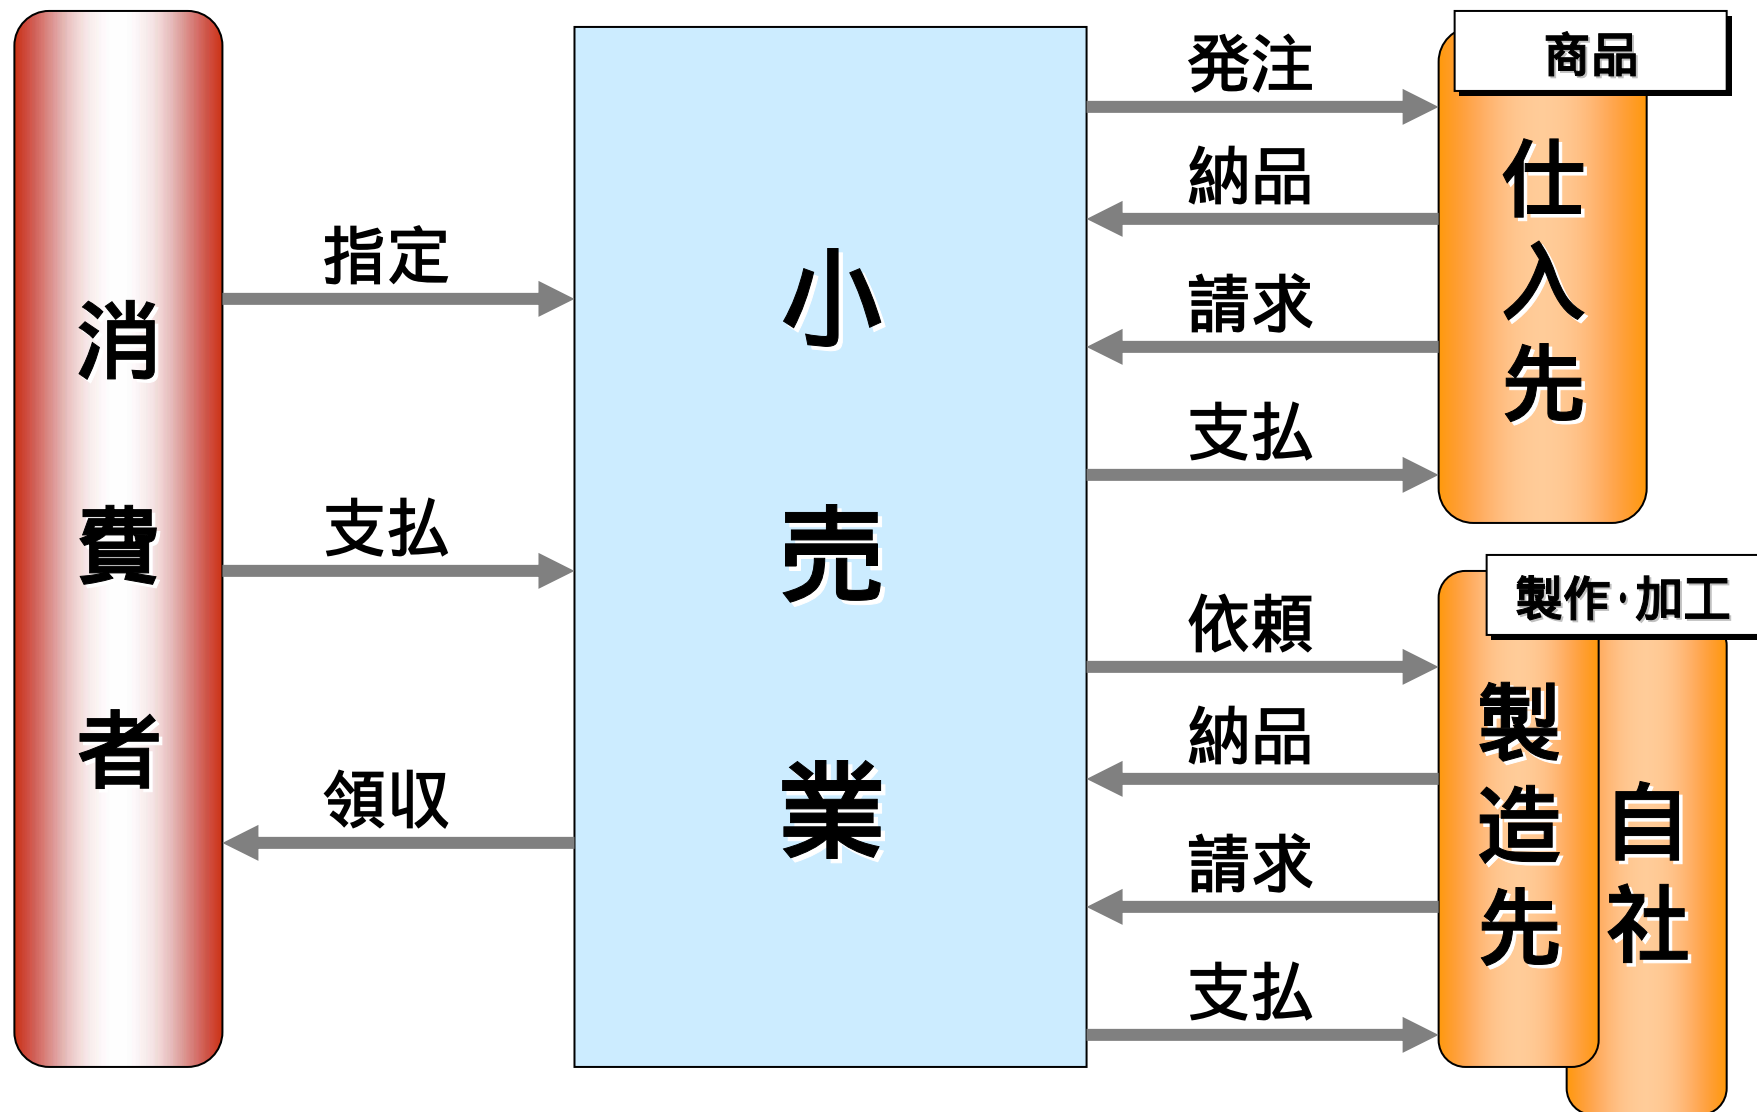 消費者
指定
支払
領収
小売業
発注
納品
請求
支払
商品
仕入先
依頼
納品
請求
支払
製作・加工
製造先
自社